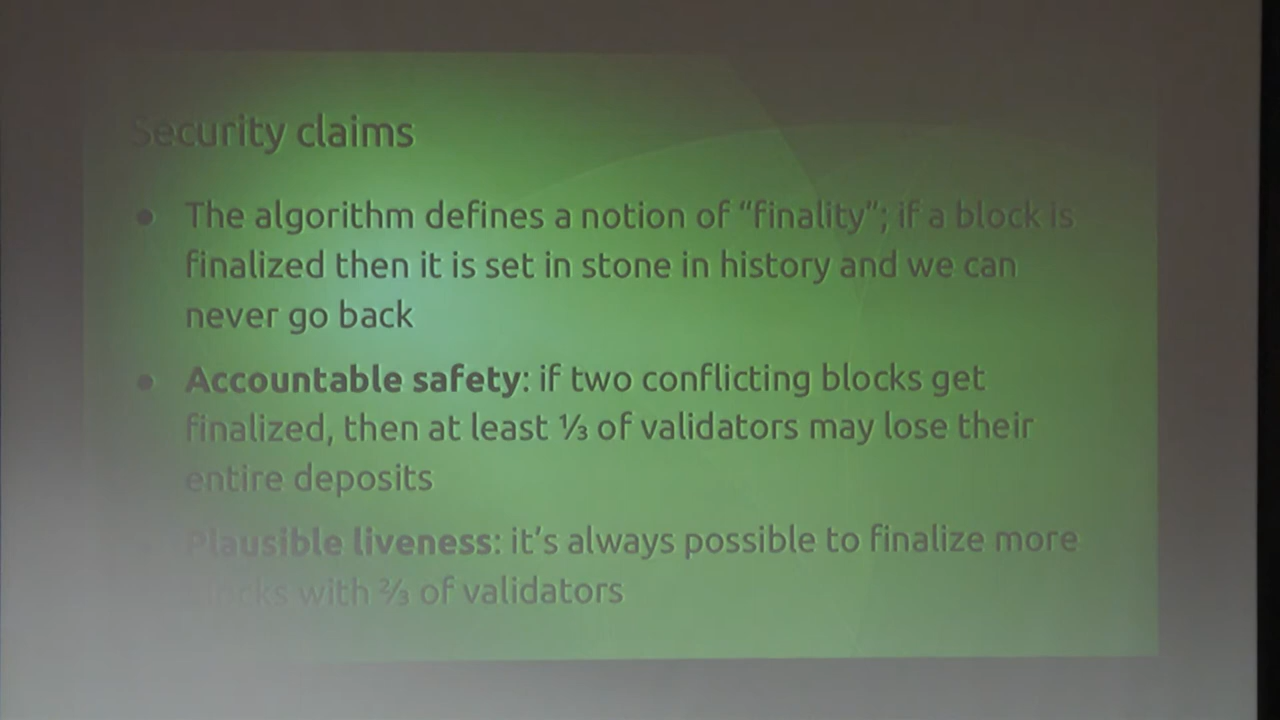 Security claims
● The algorithm defines a notion of “finality”; if a block is
finalized then it is set in stone in history and we can
never go back
● Accountable safety: if two conflicting blocks get
finalized, then at least ⅓ of validators may lose their
entire deposits
● Plausible liveness: it’s always possible to finalize more
blocks with ⅔ of validators